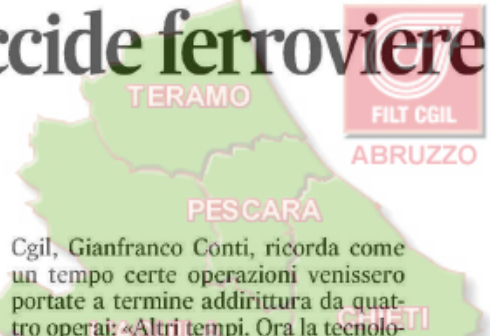 ccide ferroviere
TERAMO
FILT CGIL
ABRUZZO
PESCARA
Cgil, Gianfranco Conti, ricorda come
un tempo certe operazioni venissero
portate a termine addirittura da quat-
tro operai: «Altri tempi. Ora la tecnolo-
CHIETI